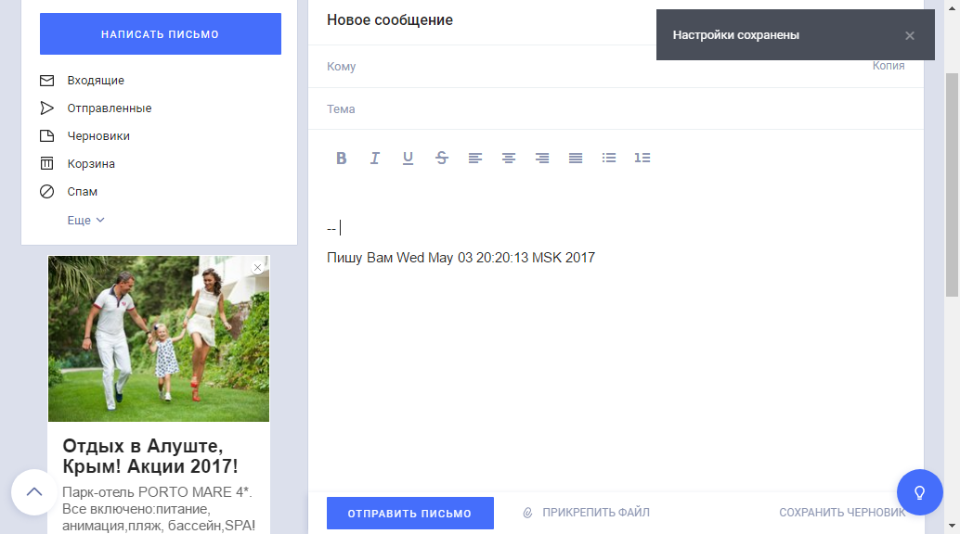 НАПИСАТЬ ПИСЬМО
Входящие
Отправленные
Черновики
Корзина
Спам
Еще
Отдых в Алуште,
Крым! Акции 2017!
Парк-отель PORTO MARE 4*.
Все включено:питание,
анимация,пляж, бассейн,SPA!
Новое сообщение
Настройки сохранены
Кому
Копия
Тема
B I U S
--
Пишу Вам Wed May 03 20:20:13 MSK 2017
ОТПРАВИТЬ ПИСЬМО
ПРИКРЕПИТЬ ФАЙЛ
СОХРАНИТЬ ЧЕРНОВИК